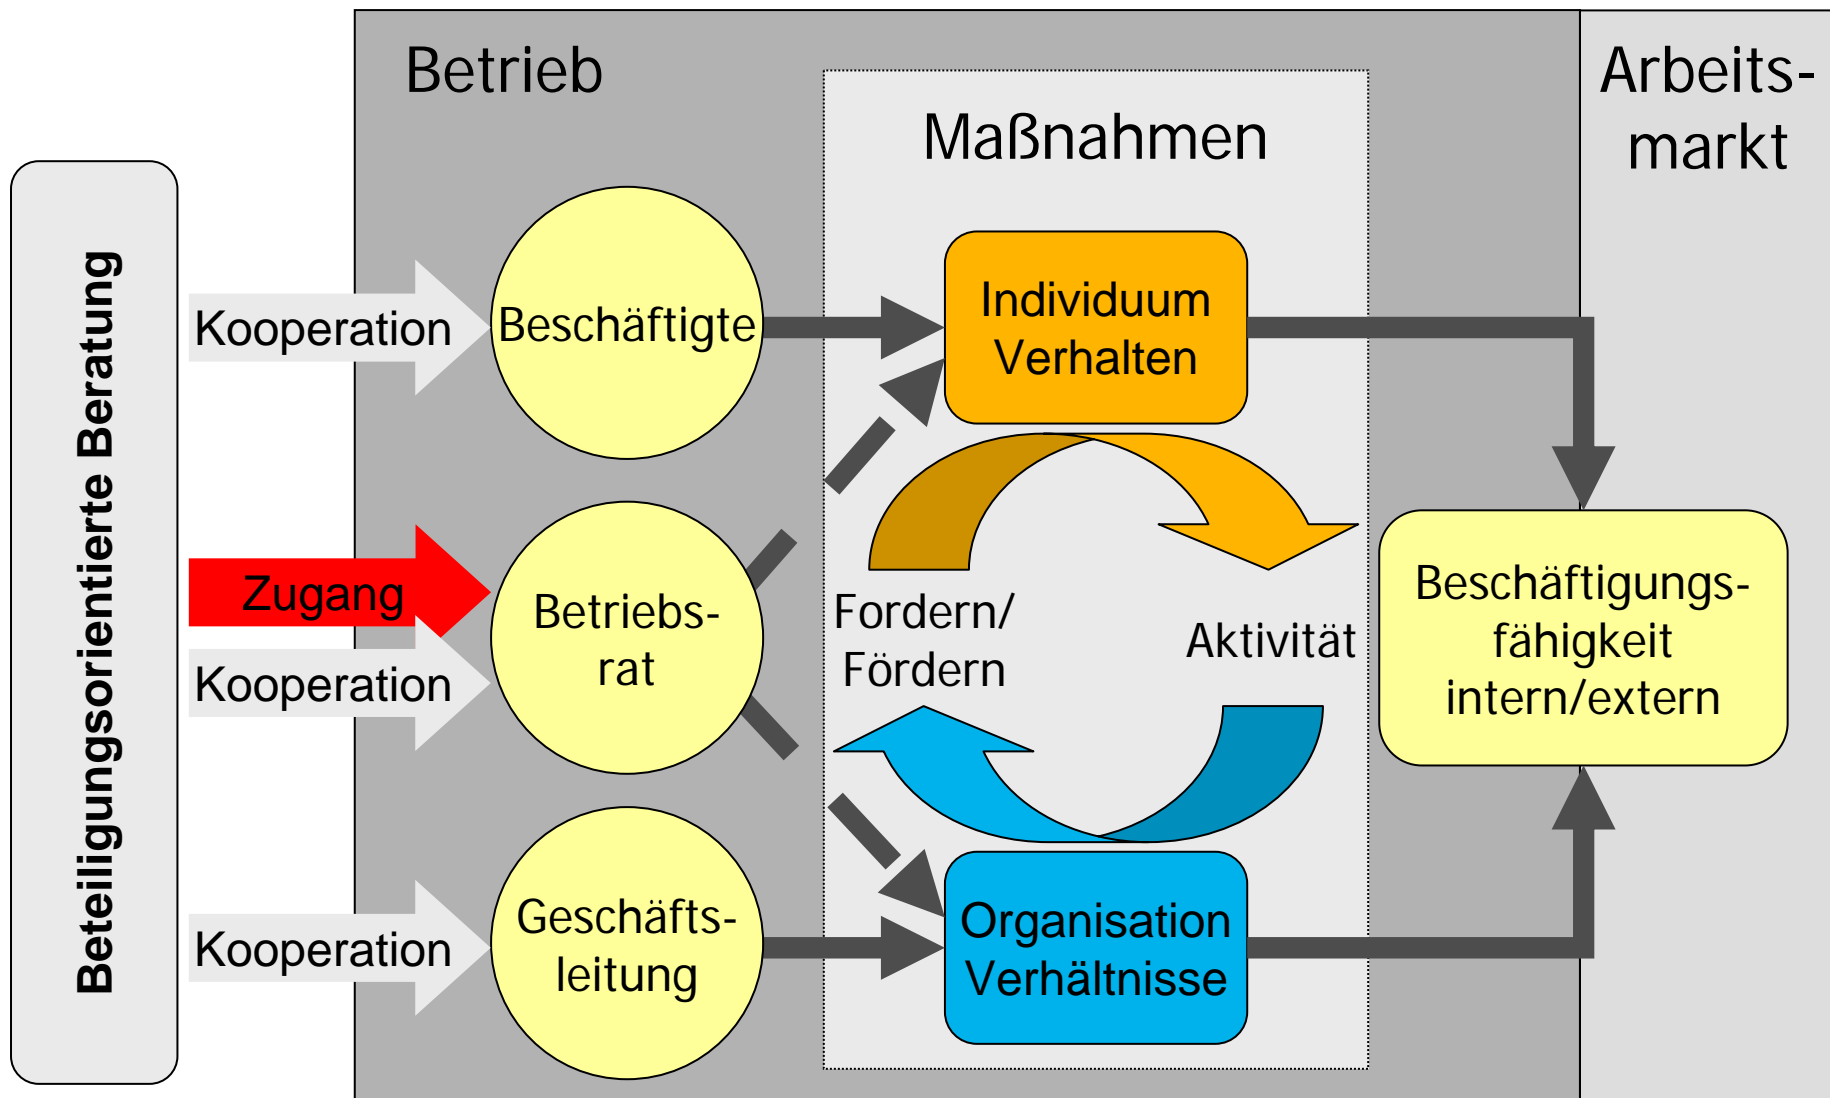 Betrieb
Arbeits-
markt
Maßnahmen
Beteiligungsorientierte Beratung
Kooperation
Beschäftigte
Individuum
Verhalten
Zugang
Kooperation
Betriebs-
rat
Fordern/
Fördern
Aktivität
Beschäftigungs-
fähigkeit
intern/extern
Kooperation
Geschäfts-
leitung
Organisation
Verhältnisse